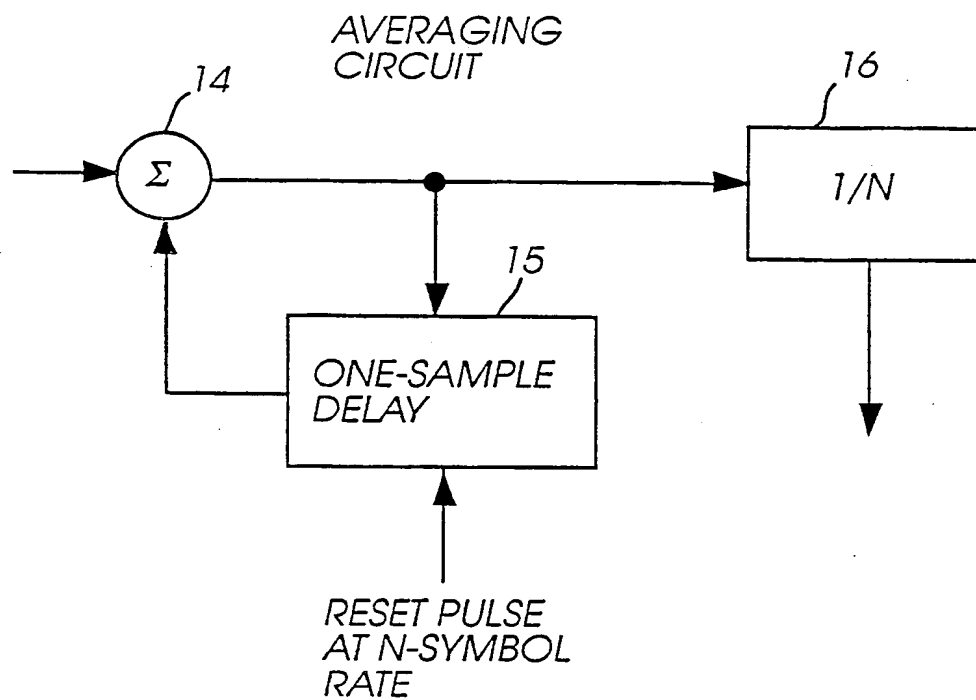 AVERAGING
CIRCUIT
14
16
Σ
1/N
15
ONE-SAMPLE
DELAY
RESET PULSE
AT N-SYMBOL
RATE